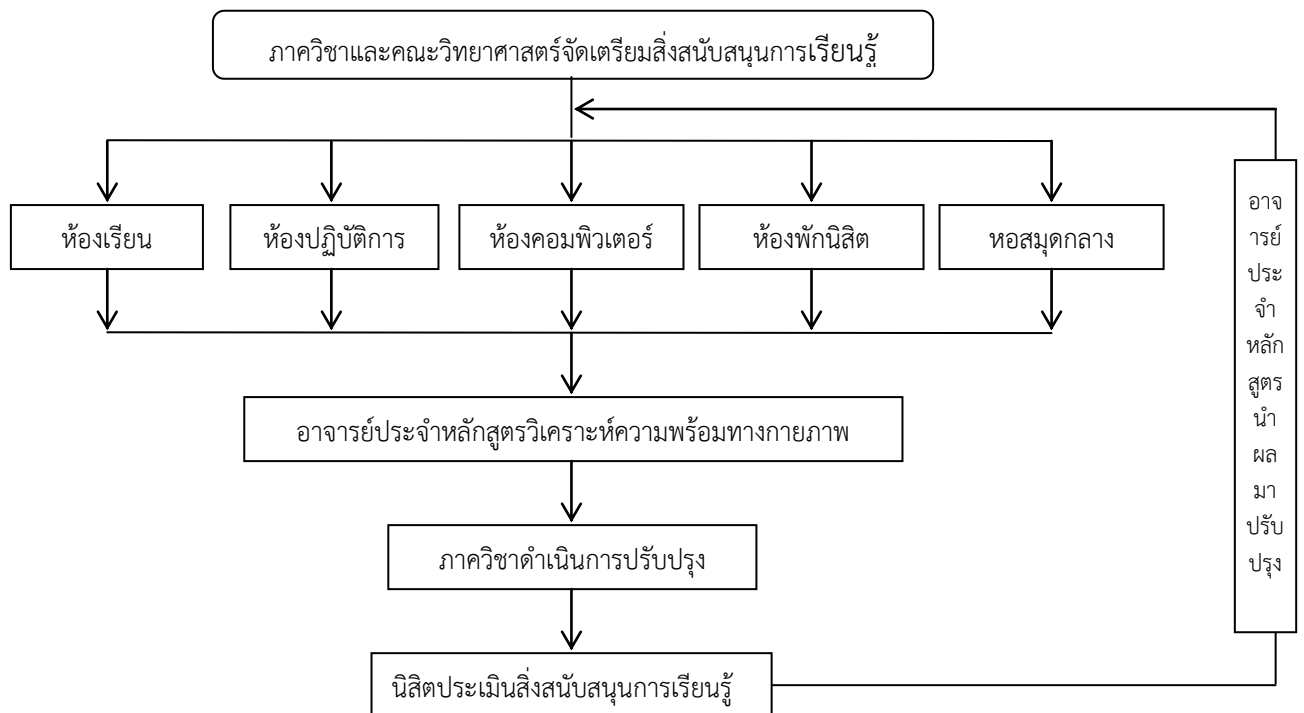 ภาควิชาและคณะวิทยาศาสตร์จัดเตรียมสิ่งสนับสนุนการเรียนรู้
ห้องเรียน
ห้องปฏิบัติการ
ห้องคอมพิวเตอร์
ห้องพักนิสิต
หอสมุดกลาง
อาจารย์ประจำหลักสูตรวิเคราะห์ความพร้อมทางกายภาพ
ภาควิชาดำเนินการปรับปรุง
นิสิตประเมินสิ่งสนับสนุนการเรียนรู้
อาจ
ารย์
ประ
จำ
หลัก
สูตร
นำ
ผล
มา
ปรับ
ปรุง